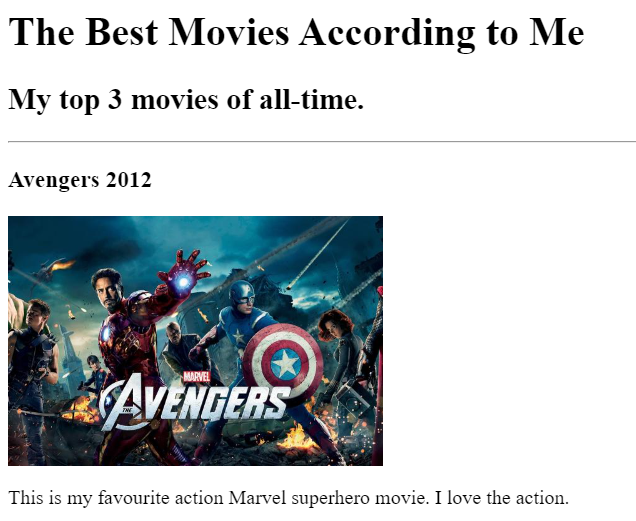 The Best Movies According to Me
My top 3 movies of all-time.
Avengers 2012
MARVEL
THE AVENGERS
This is my favourite action Marvel superhero movie. I love the action.